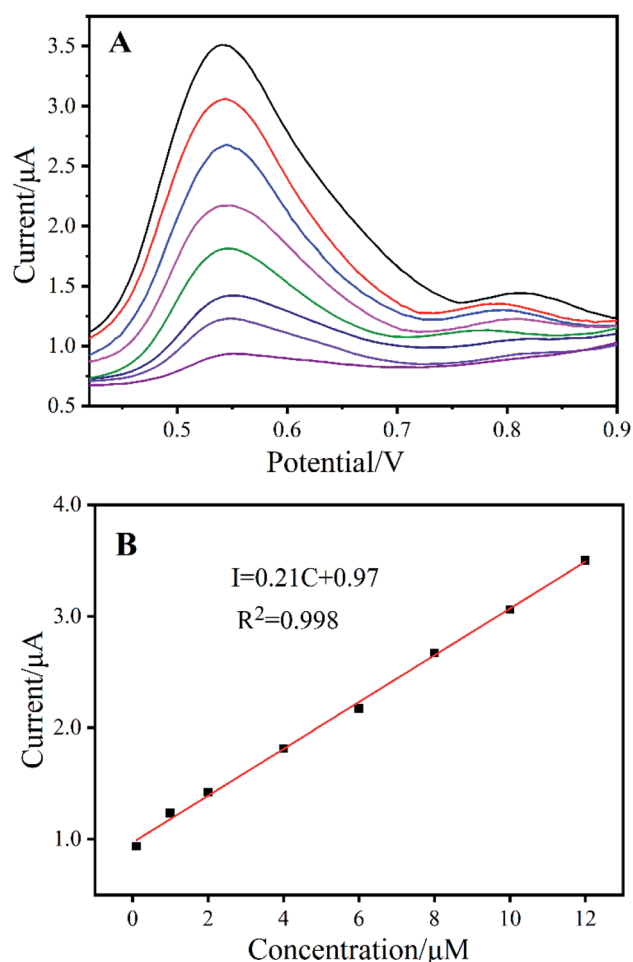 A
3.5
3.0
2.5
2.0
1.5
1.0
0.5
Current/μA
0.5 0.6 0.7 0.8 0.9
Potential/V
B
4.0
3.0
2.0
1.0
I=0.21C+0.97
R²=0.998
Current/μA
0 2 4 6 8 10 12
Concentration/μM